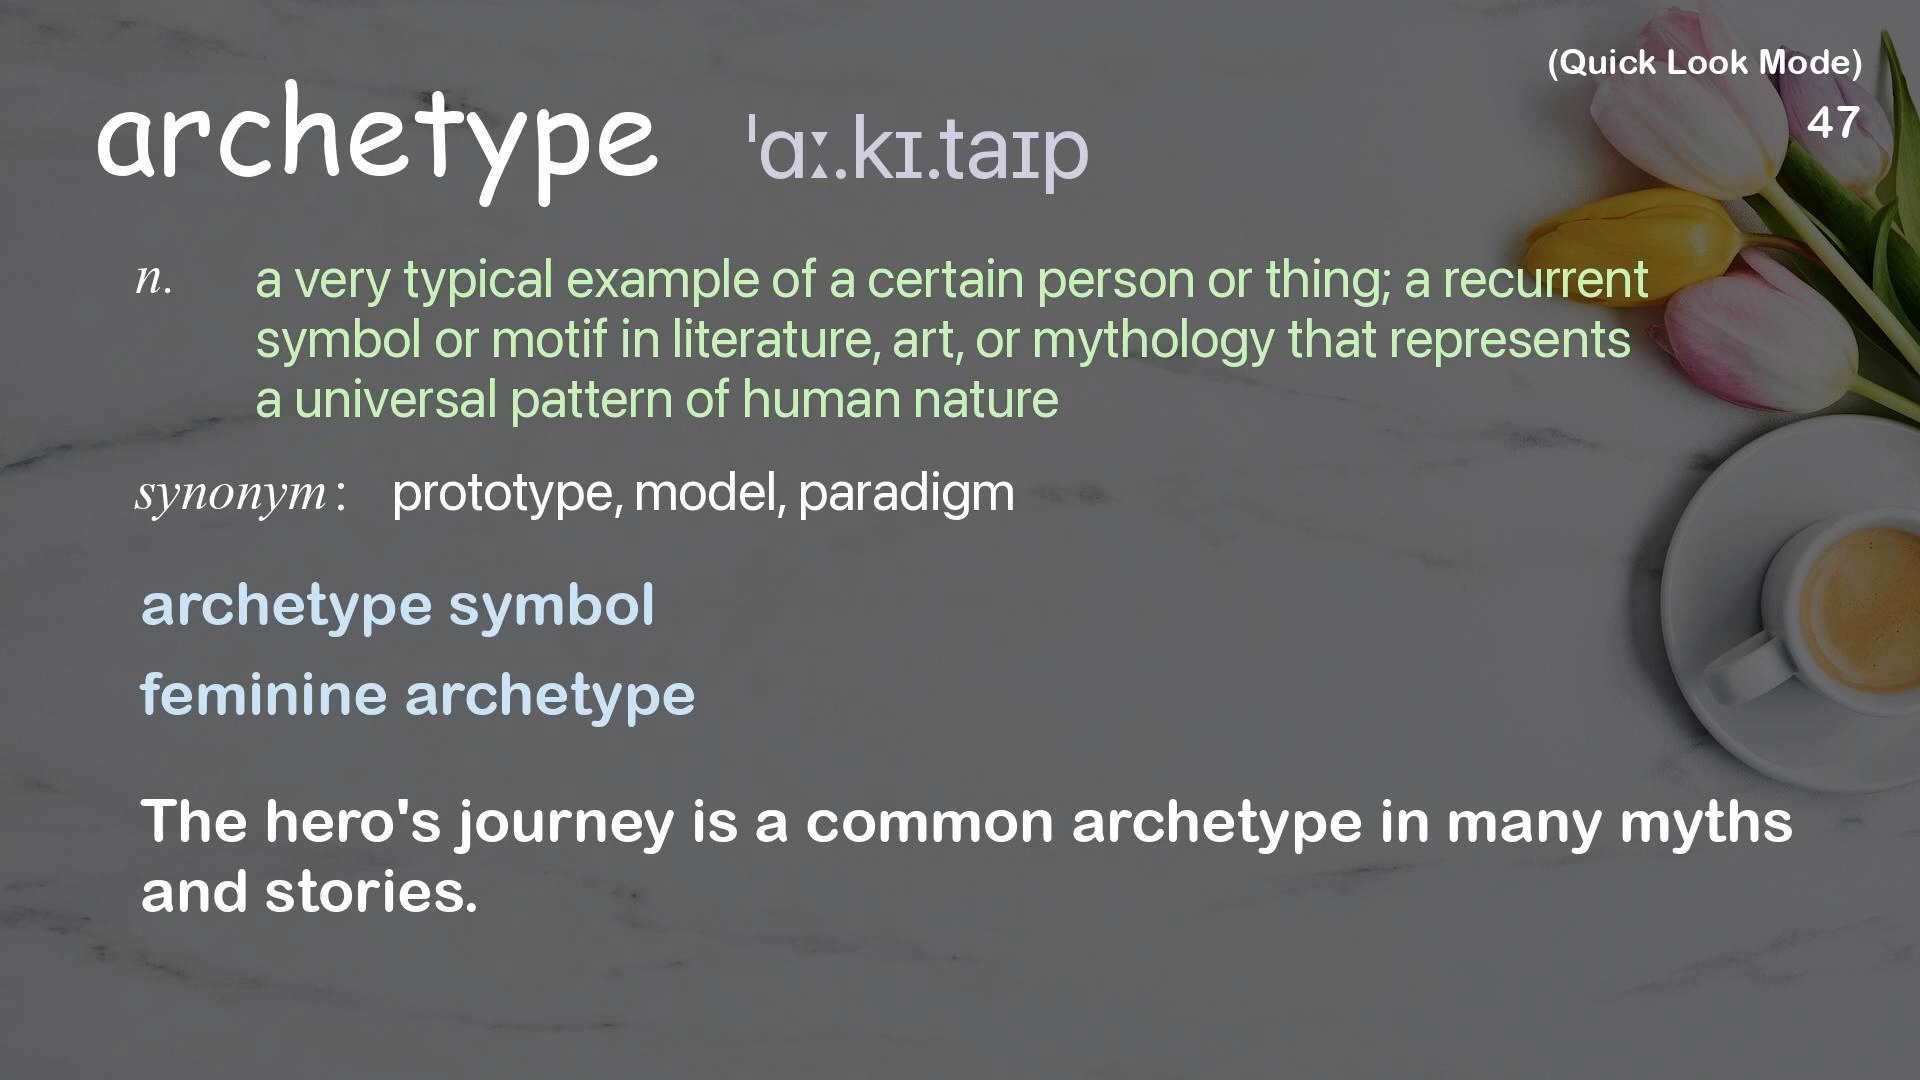 (Quick Look Mode)
47
archetype ˈɑː.kɪ.taɪp
n. a very typical example of a certain person or thing; a recurrent
symbol or motif in literature, art, or mythology that represents
a universal pattern of human nature
synonym: prototype, model, paradigm
archetype symbol
feminine archetype
The hero's journey is a common archetype in many myths
and stories.